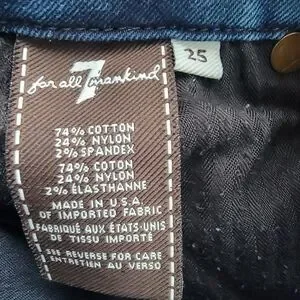 for all 7 mankind
25
74% COTTON
24% NYLON
2% SPANDEX
74% COTON
24% NYLON
2% ÉLASTHANNE
MADE IN U.S.A.
OF IMPORTED FABRIC
FABRIQUÉ AUX ÉTATS-UNIS
DE TISSU IMPORTÉ
SEE REVERSE FOR CARE
ENTRETIEN AU VERSO